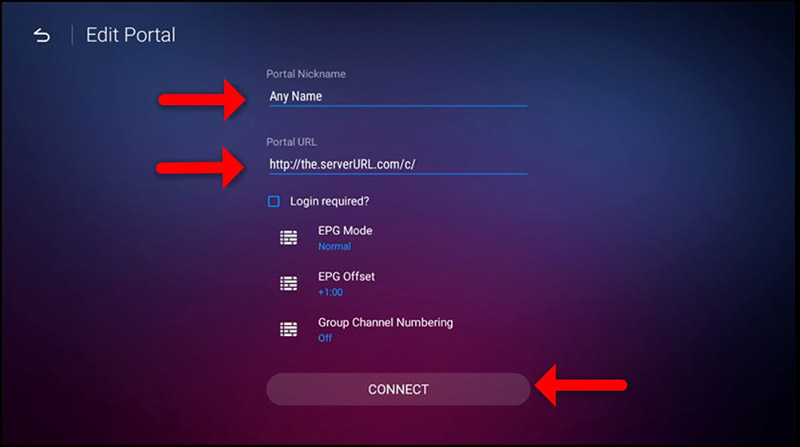 Edit Portal
Portal Nickname
Any Name
Portal URL
http://the.serverURL.com/c/
Login required?
EPG Mode
Normal
EPG Offset
+1:00
Group Channel Numbering
Off
CONNECT